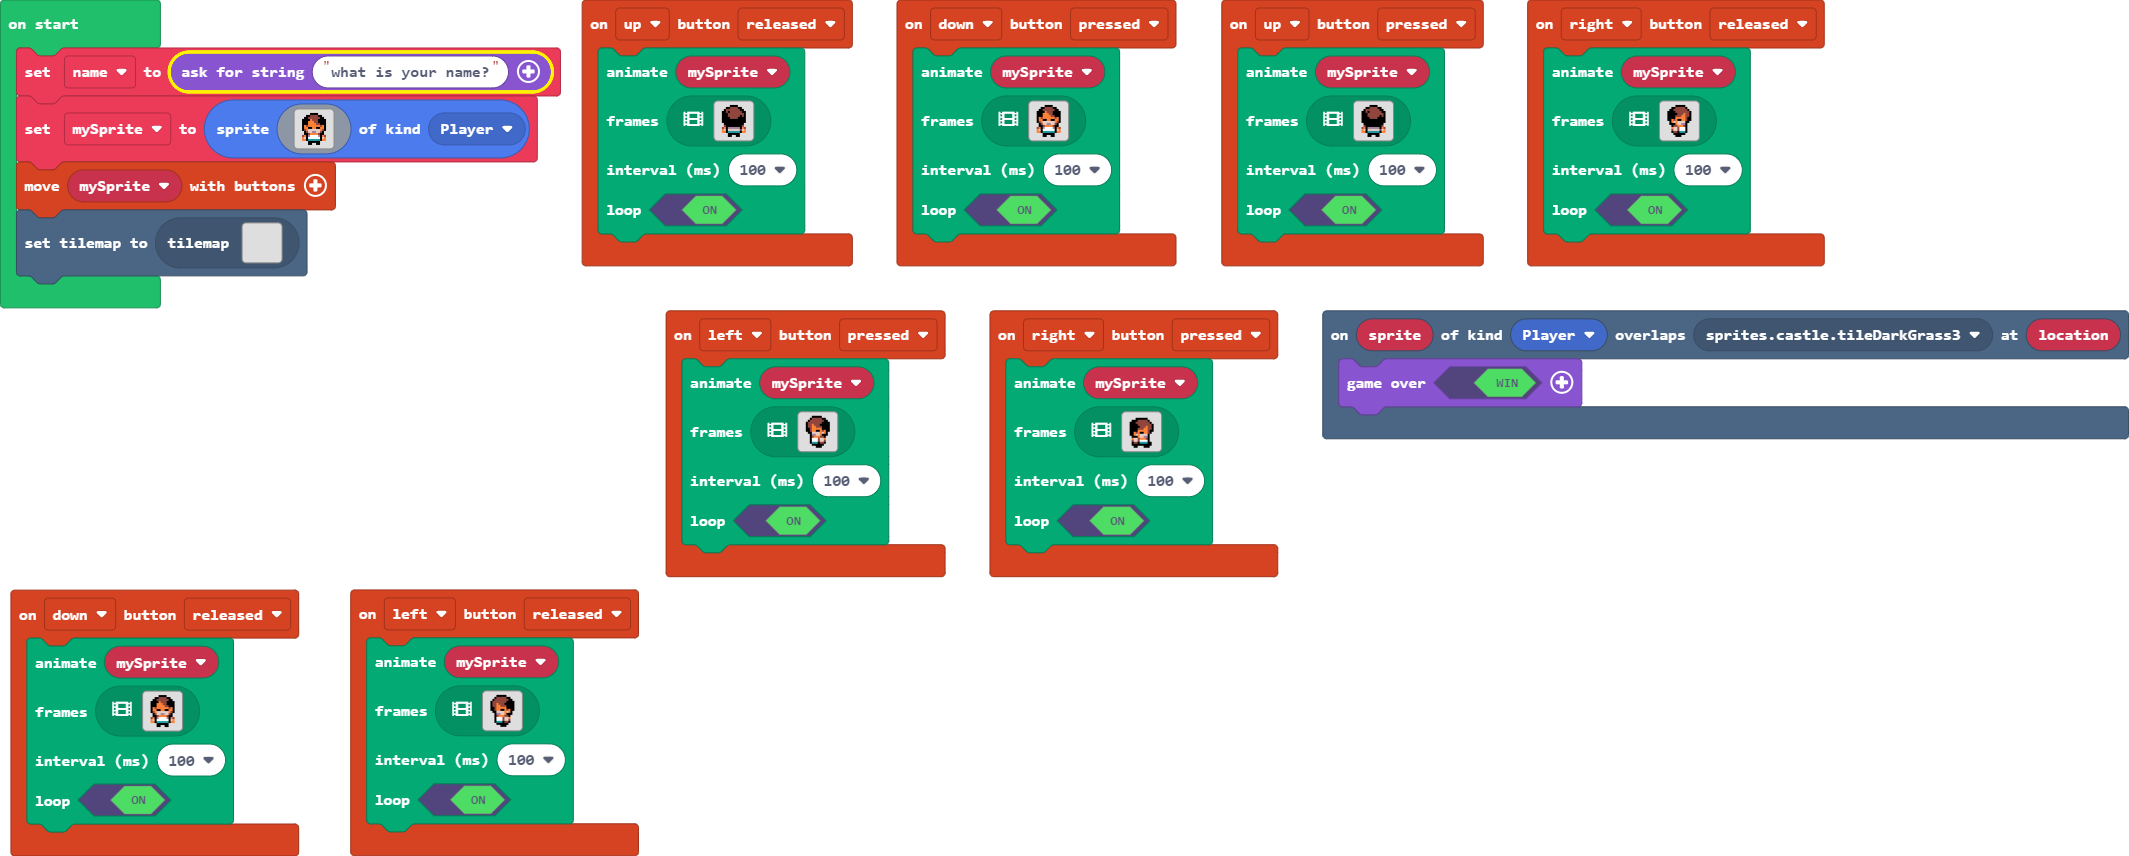 on start
set name to ask for string "what is your name?"
set mySprite to sprite of kind Player
move mySprite with buttons
set tilemap to tilemap
on up button released
animate mySprite
frames
interval (ms) 100
loop ON
on down button pressed
animate mySprite
frames
interval (ms) 100
loop ON
on up button pressed
animate mySprite
frames
interval (ms) 100
loop ON
on right button released
animate mySprite
frames
interval (ms) 100
loop ON
on left button pressed
animate mySprite
frames
interval (ms) 100
loop ON
on right button pressed
animate mySprite
frames
interval (ms) 100
loop ON
on sprite of kind Player overlaps sprites.castle.tileDarkGrass3 at location
game over WIN
on down button released
animate mySprite
frames
interval (ms) 100
loop ON
on left button released
animate mySprite
frames
interval (ms) 100
loop ON